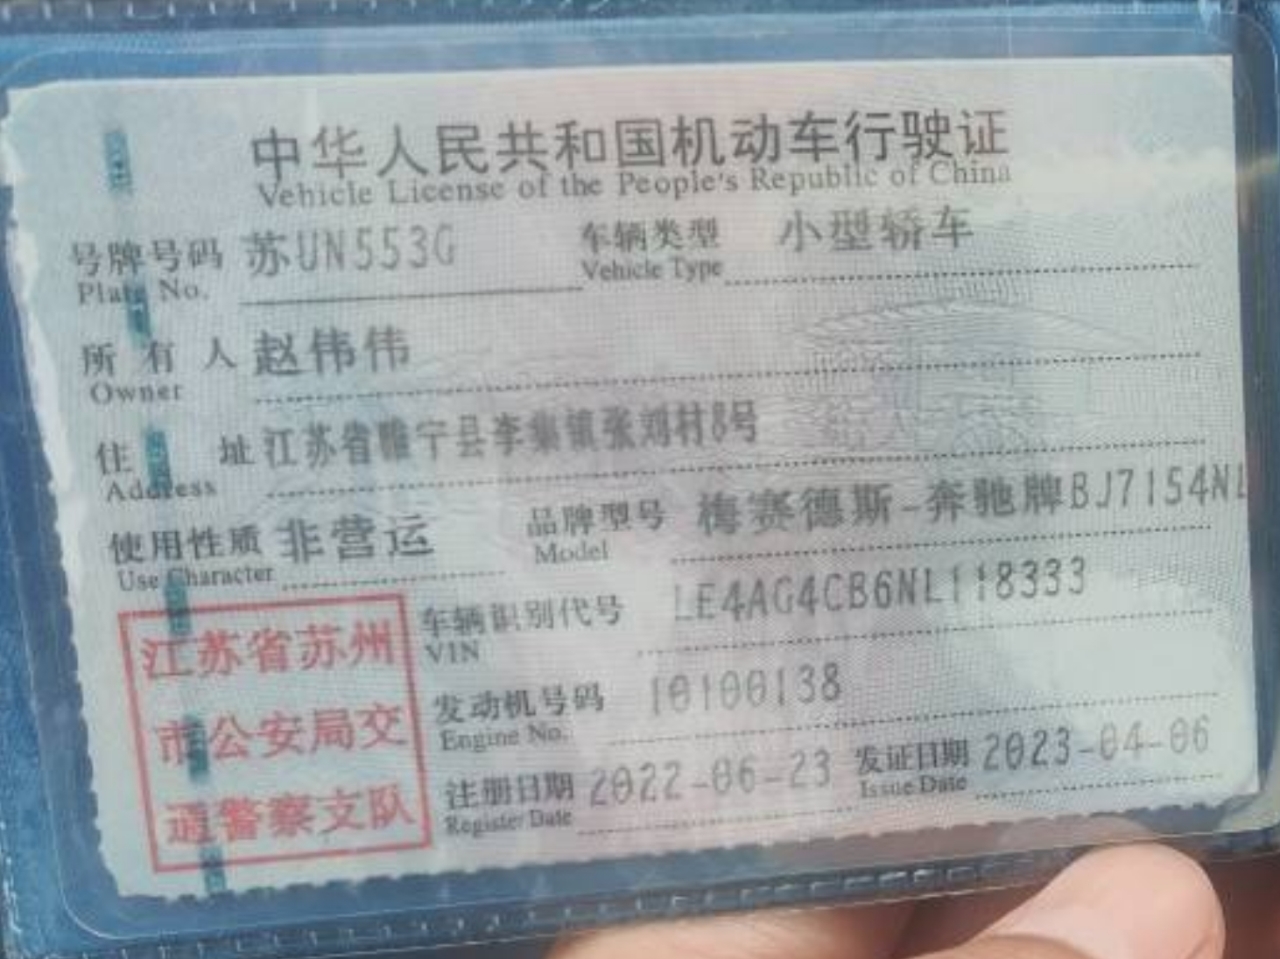 中华人民共和国机动车行驶证
Vehicle License of the People's Republic of China
号牌号码 苏UN553G 车辆类型 小型轿车
Plate No. Vehicle Type
所有人 赵伟伟
Owner
住址 江苏省睢宁县李集镇张刘村8号
Address
使用性质 非营运 品牌型号 梅赛德斯-奔驰牌BJ7154NL
Use Character Model
车辆识别代号 LE4AG4CB6NL118333
VIN
发动机号码 10100138
Engine No.
注册日期 2022-06-23 发证日期 2023-04-06
Register Date Issue Date
江苏省苏州
市公安局交
通警察支队